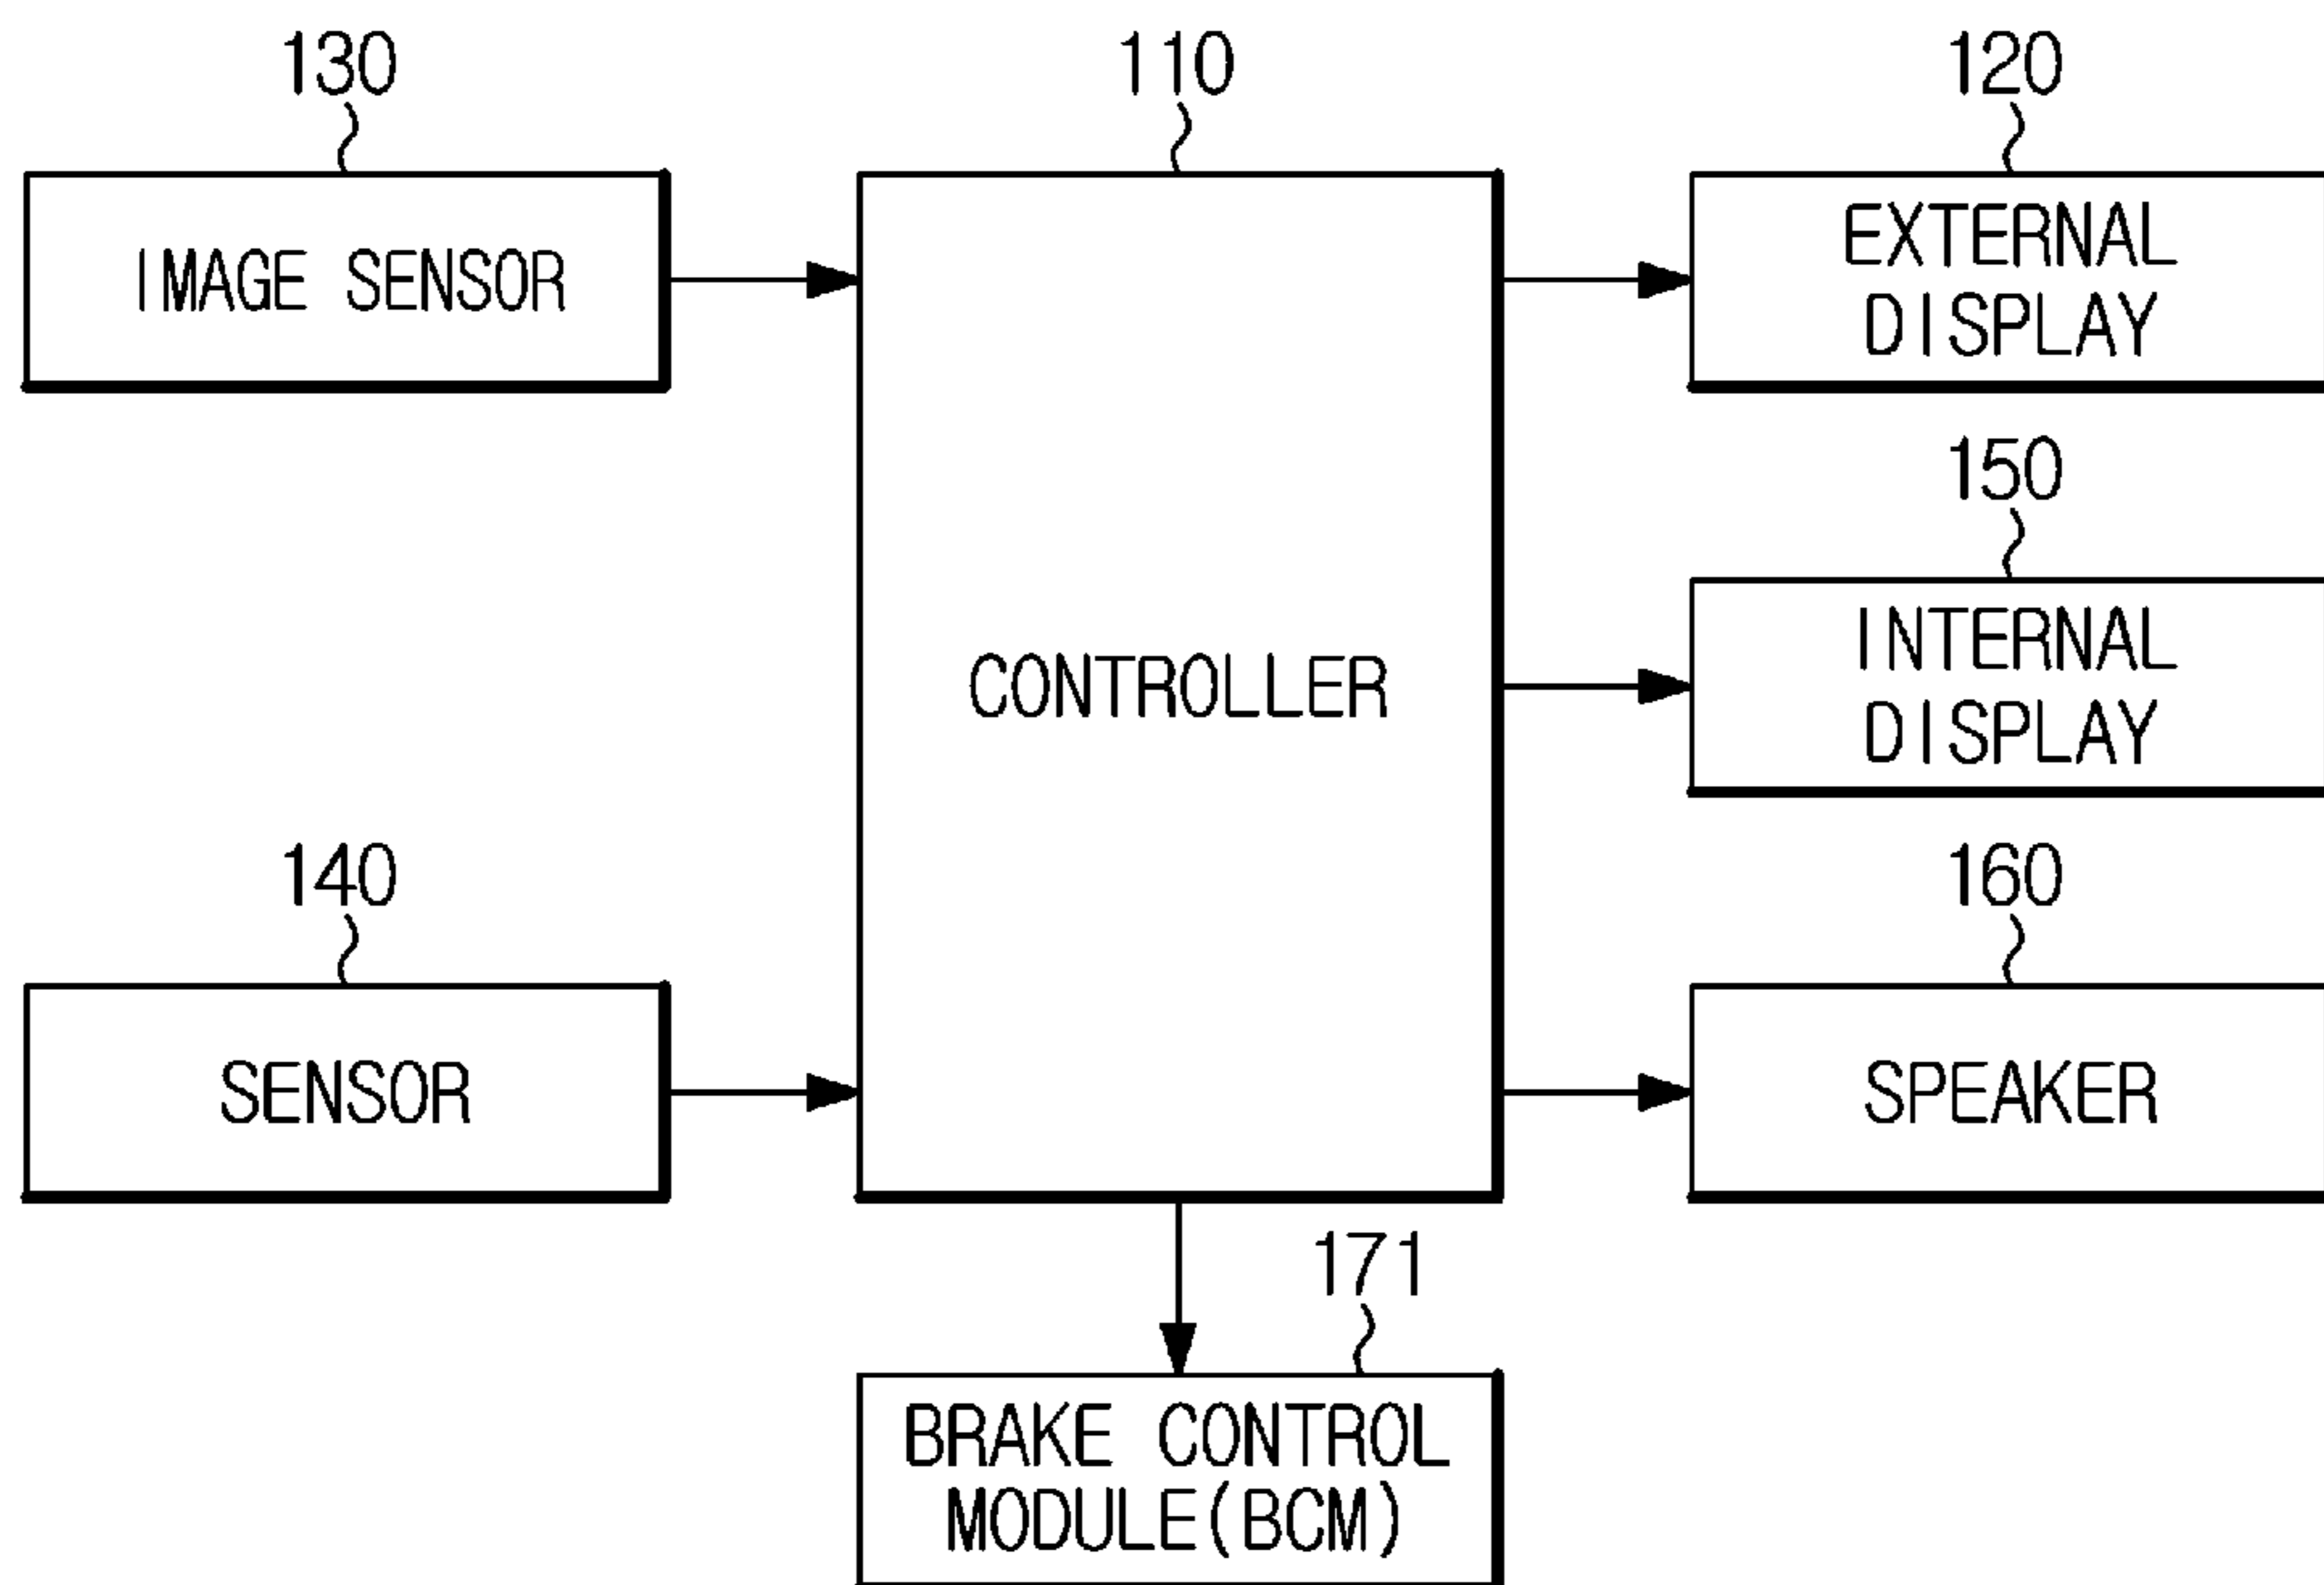 130
110
120
IMAGE SENSOR
EXTERNAL
DISPLAY
150
CONTROLLER
INTERNAL
DISPLAY
140
160
SENSOR
SPEAKER
171
BRAKE CONTROL
MODULE(BCM)